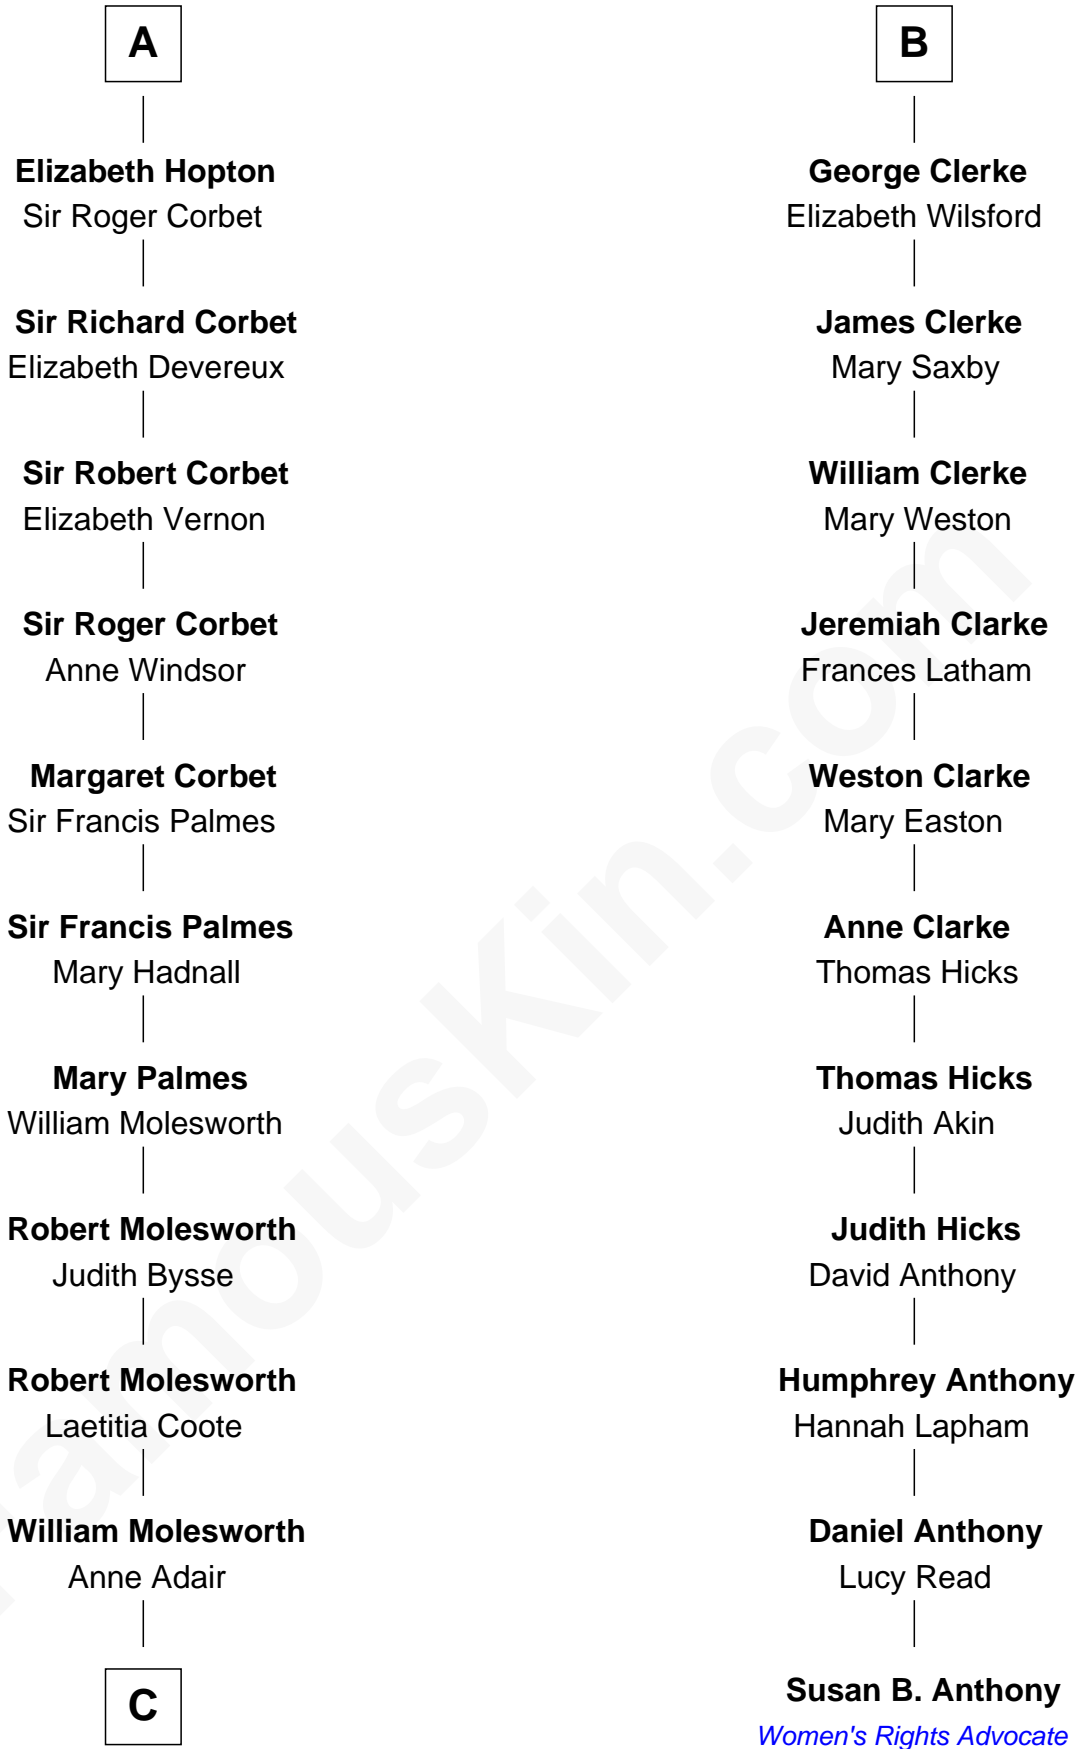 A
Elizabeth Hopton
Sir Roger Corbet
Sir Richard Corbet
Elizabeth Devereux
Sir Robert Corbet
Elizabeth Vernon
Sir Roger Corbet
Anne Windsor
Margaret Corbet
Sir Francis Palmes
Sir Francis Palmes
Mary Hadnall
Mary Palmes
William Molesworth
Robert Molesworth
Judith Bysse
Robert Molesworth
Laetitia Coote
William Molesworth
Anne Adair
C
B
George Clerke
Elizabeth Wilsford
James Clerke
Mary Saxby
William Clerke
Mary Weston
Jeremiah Clarke
Frances Latham
Weston Clarke
Mary Easton
Anne Clarke
Thomas Hicks
Thomas Hicks
Judith Akin
Judith Hicks
David Anthony
Humphrey Anthony
Hannah Lapham
Daniel Anthony
Lucy Read
Susan B. Anthony
Women's Rights Advocate
FamousKin.com